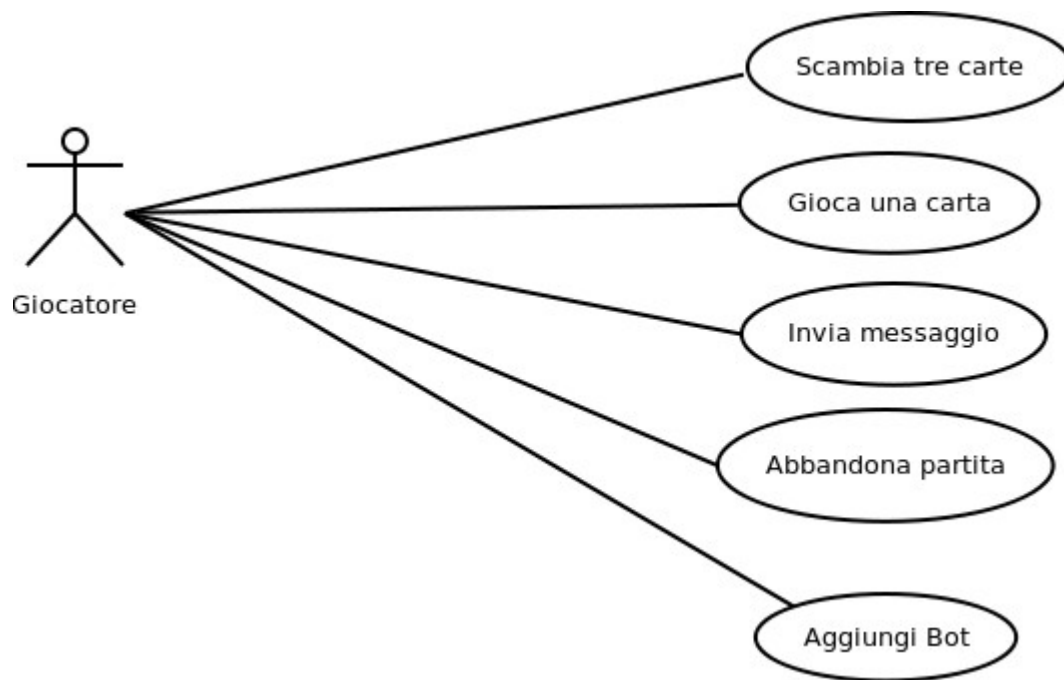 Scambia tre carte
Gioca una carta
Giocatore
Invia messaggio
Abbandona partita
Aggiungi Bot